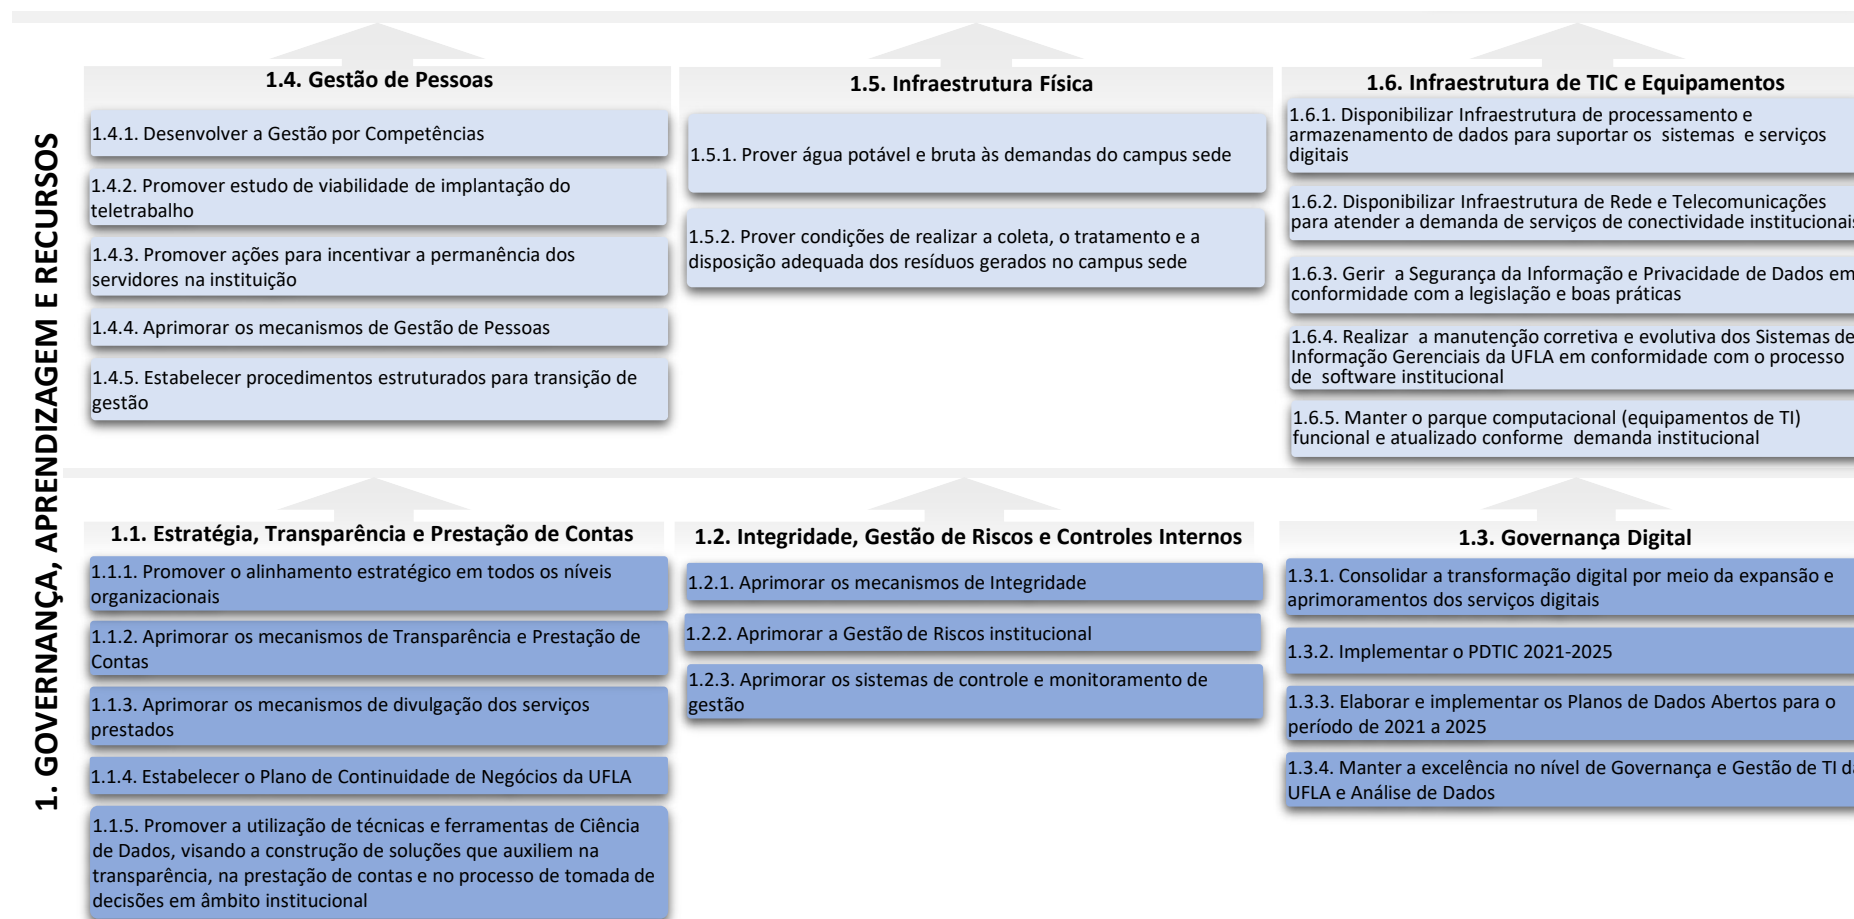 1. GOVERNANÇA, APRENDIZAGEM E RECURSOS
1.4. Gestão de Pessoas
1.4.1. Desenvolver a Gestão por Competências
1.4.2. Promover estudo de viabilidade de implantação do
teletrabalho
1.4.3. Promover ações para incentivar a permanência dos
servidores na instituição
1.4.4. Aprimorar os mecanismos de Gestão de Pessoas
1.4.5. Estabelecer procedimentos estruturados para transição de
gestão
1.5. Infraestrutura Física
1.5.1. Prover água potável e bruta às demandas do campus sede
1.5.2. Prover condições de realizar a coleta, o tratamento e a
disposição adequada dos resíduos gerados no campus sede
1.6. Infraestrutura de TIC e Equipamentos
1.6.1. Disponibilizar Infraestrutura de processamento e
armazenamento de dados para suportar os sistemas e serviços
digitais
1.6.2. Disponibilizar Infraestrutura de Rede e Telecomunicações
para atender a demanda de serviços de conectividade institucionais
1.6.3. Gerir a Segurança da Informação e Privacidade de Dados em
conformidade com a legislação e boas práticas
1.6.4. Realizar a manutenção corretiva e evolutiva dos Sistemas de
Informação Gerenciais da UFLA em conformidade com o processo
de software institucional
1.6.5. Manter o parque computacional (equipamentos de TI)
funcional e atualizado conforme demanda institucional
1.1. Estratégia, Transparência e Prestação de Contas
1.1.1. Promover o alinhamento estratégico em todos os níveis
organizacionais
1.1.2. Aprimorar os mecanismos de Transparência e Prestação de
Contas
1.1.3. Aprimorar os mecanismos de divulgação dos serviços
prestados
1.1.4. Estabelecer o Plano de Continuidade de Negócios da UFLA
1.1.5. Promover a utilização de técnicas e ferramentas de Ciência
de Dados, visando a construção de soluções que auxiliem na
transparência, na prestação de contas e no processo de tomada de
decisões em âmbito institucional
1.2. Integridade, Gestão de Riscos e Controles Internos
1.2.1. Aprimorar os mecanismos de Integridade
1.2.2. Aprimorar a Gestão de Riscos institucional
1.2.3. Aprimorar os sistemas de controle e monitoramento de
gestão
1.3. Governança Digital
1.3.1. Consolidar a transformação digital por meio da expansão e
aprimoramentos dos serviços digitais
1.3.2. Implementar o PDTIC 2021-2025
1.3.3. Elaborar e implementar os Planos de Dados Abertos para o
período de 2021 a 2025
1.3.4. Manter a excelência no nível de Governança e Gestão de TI da
UFLA e Análise de Dados